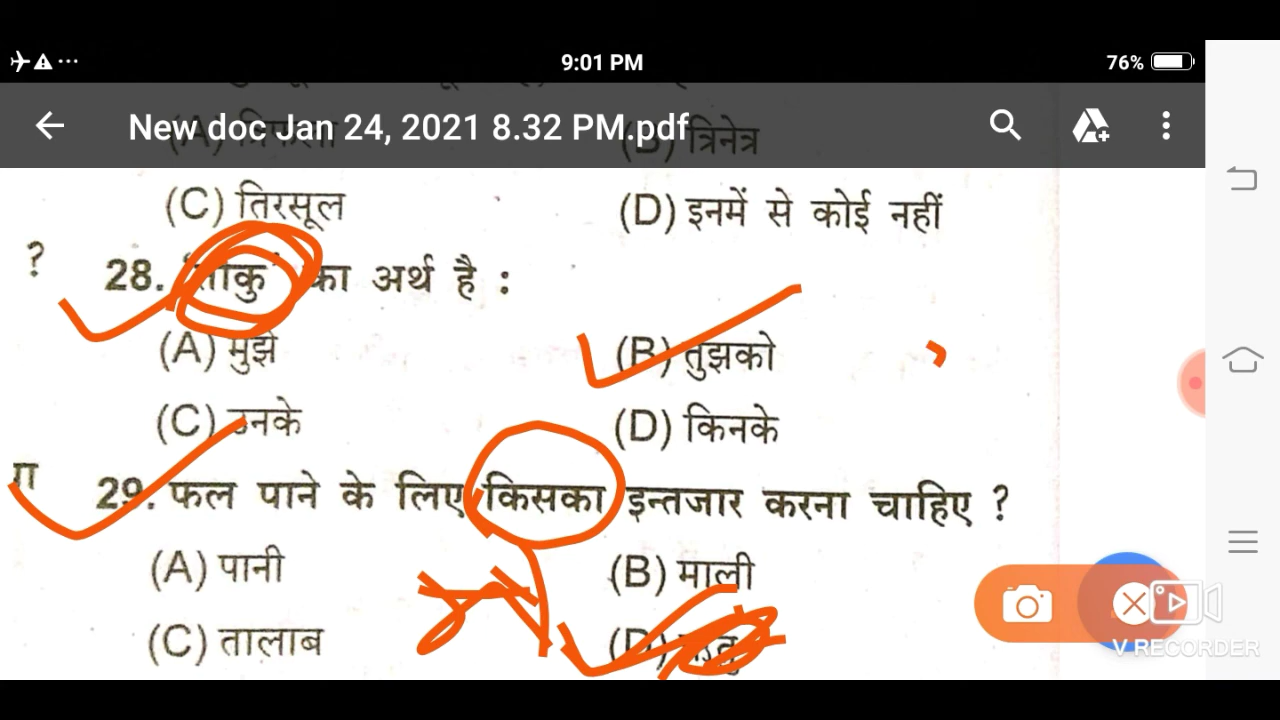 9:01 PM
76%
New doc Jan 24, 2021 8.32 PM.pdf
(B) त्रिनेत्र
(C) तिरसूल (D) इनमें से कोई नहीं
?
28. 'ताकु' का अर्थ है :
(A) मुझे (B) तुझको
(C) उनके (D) किनके
29. फल पाने के लिए किसका इन्तजार करना चाहिए ?
(A) पानी (B) माली
(C) तालाब (D)
V RECORDER